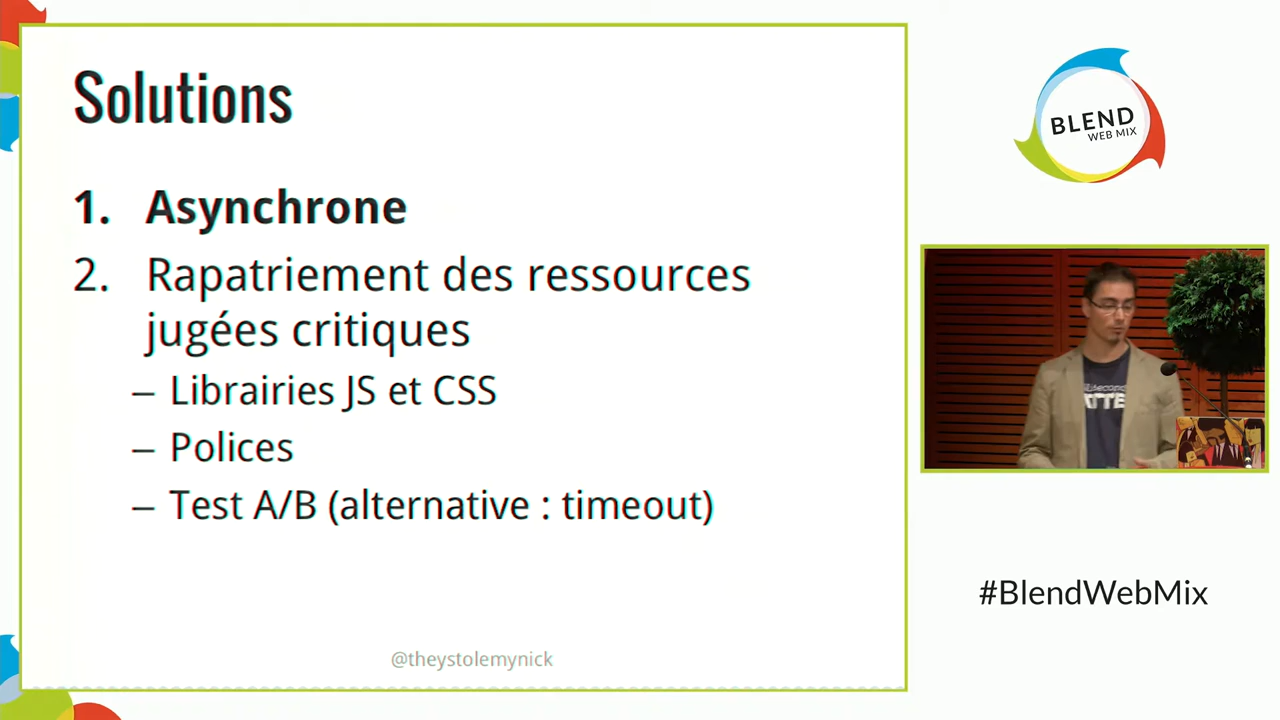 Solutions
1. Asynchrone
2. Rapatriement des ressources
jugées critiques
– Librairies JS et CSS
– Polices
– Test A/B (alternative : timeout)
@theystolemynick
BLEND
WEB MIX
#BlendWebMix